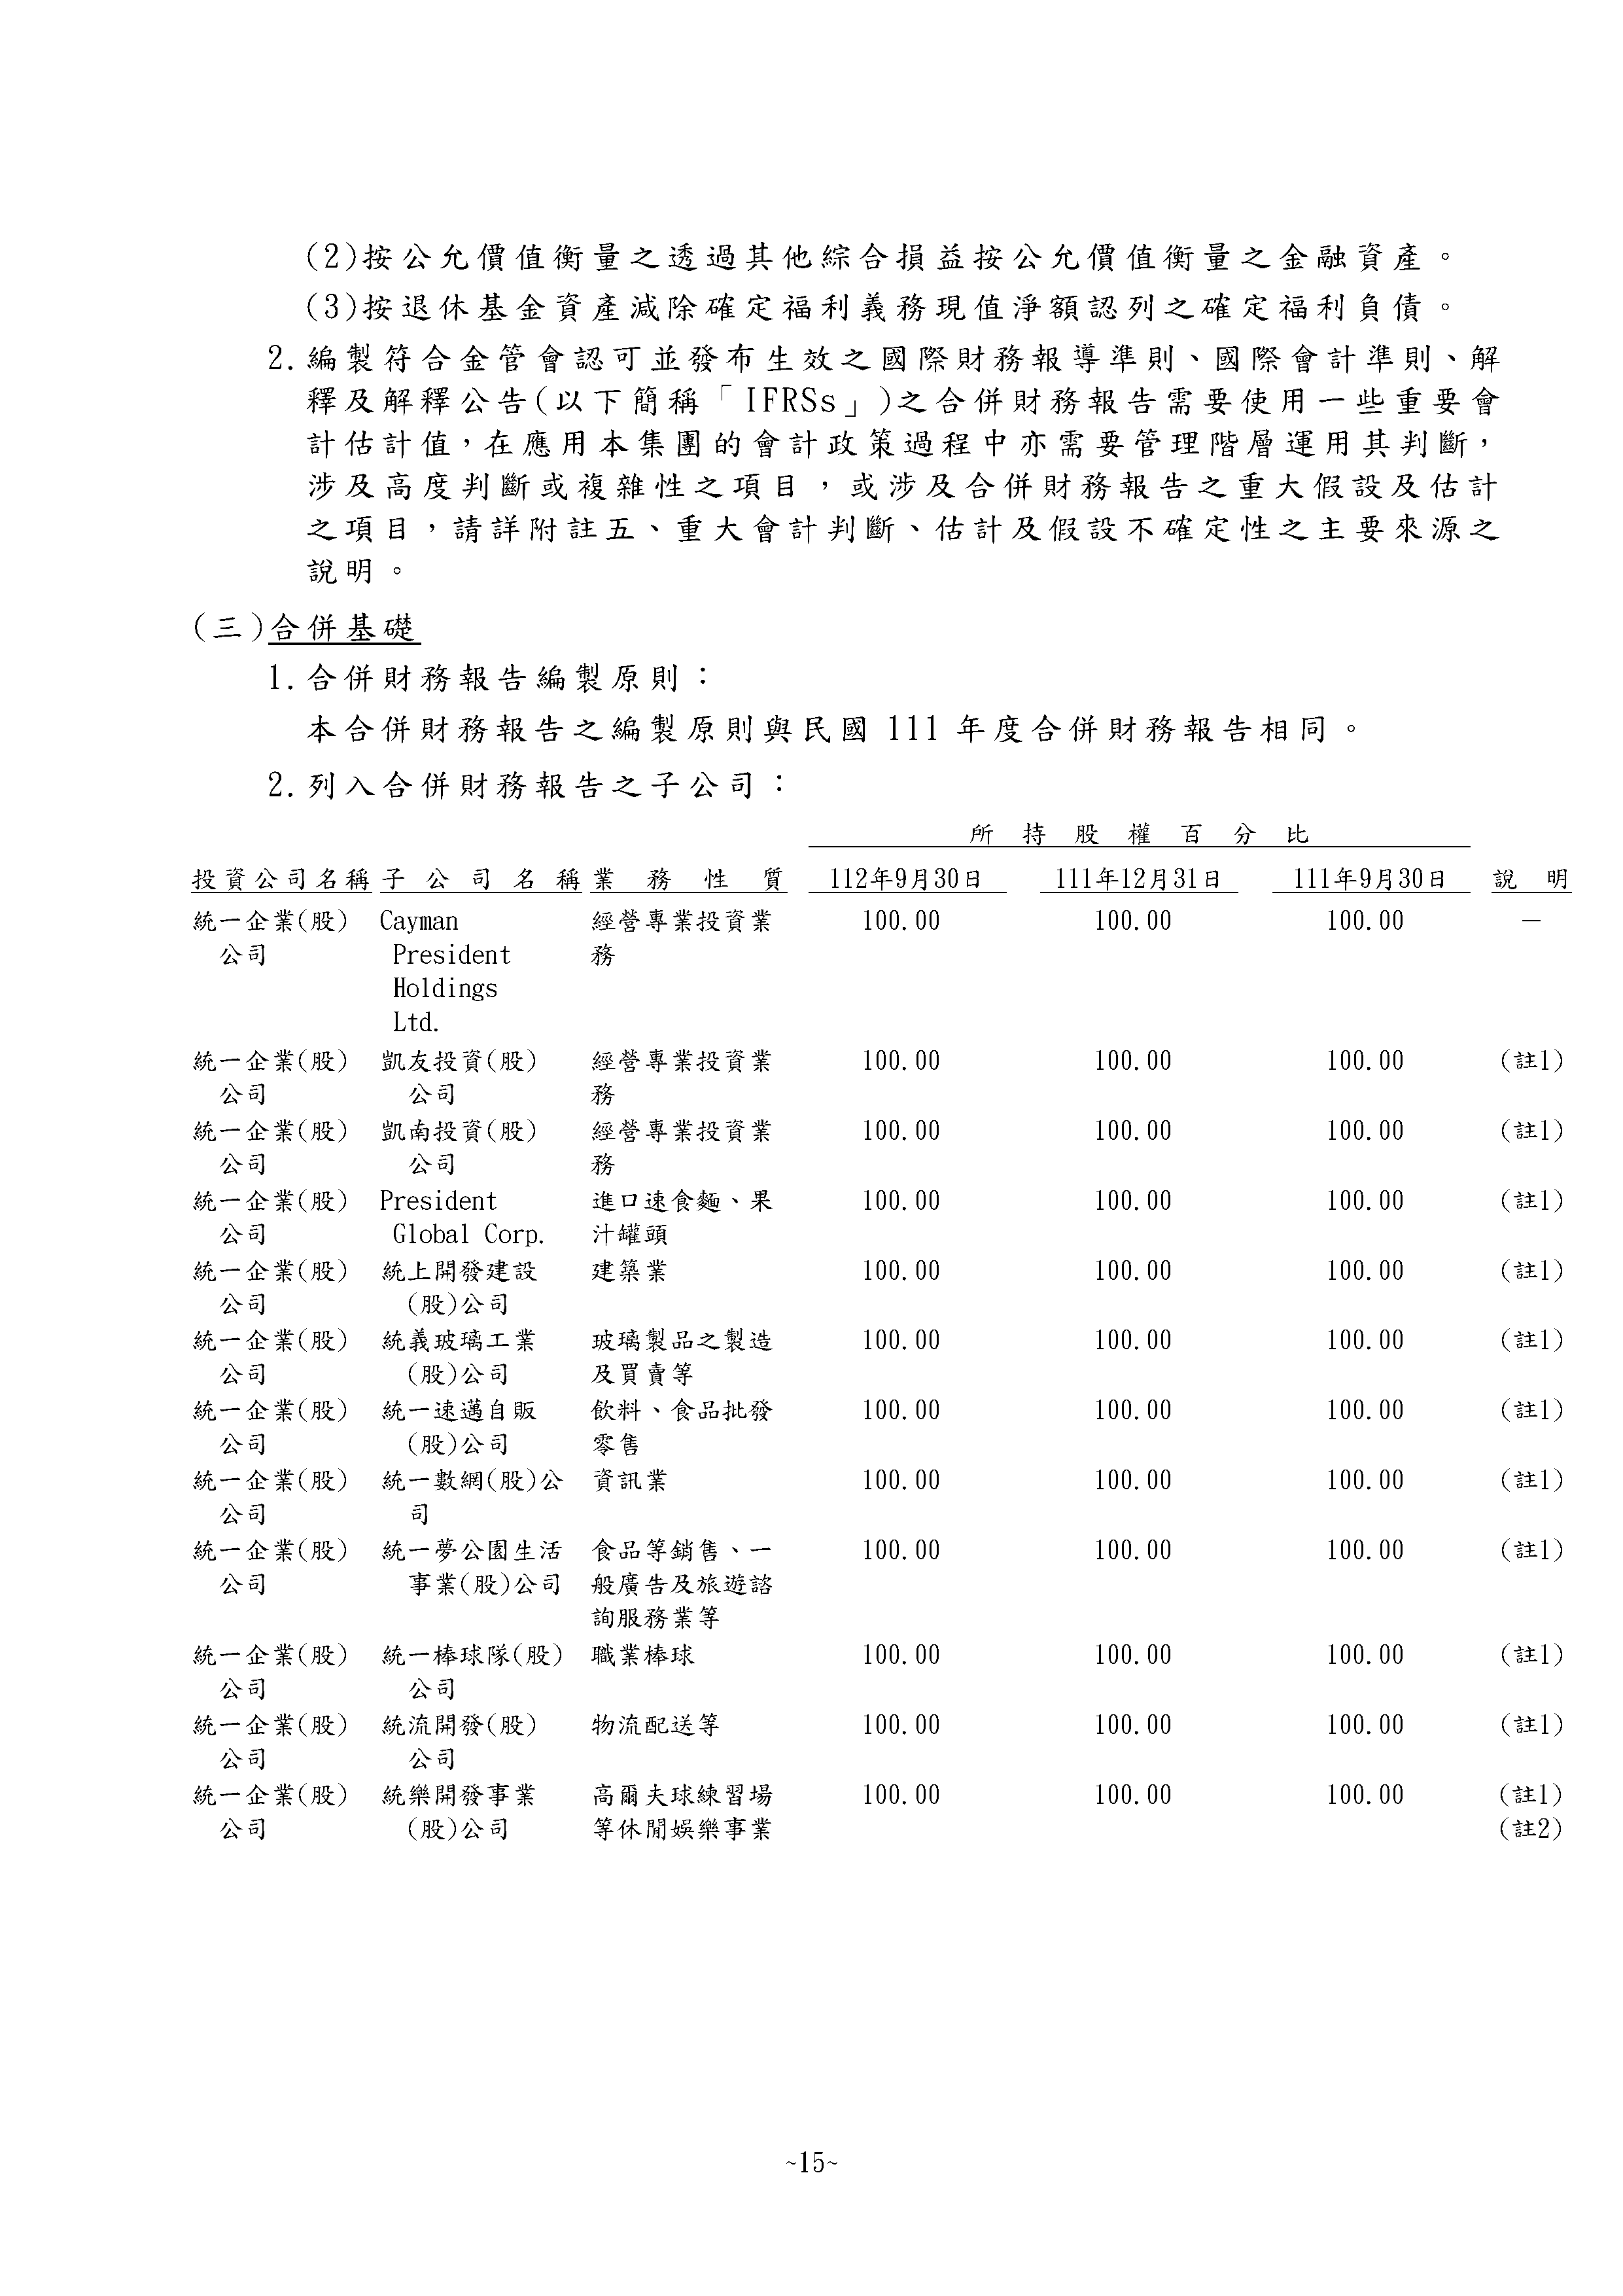 (2)按公允價值衡量之透過其他綜合損益按公允價值衡量之金融資產。
(3)按退休基金資產減除確定福利義務現值淨額認列之確定福利負債。
2.編製符合金管會認可並發布生效之國際財務報導準則、國際會計準則、解
釋及解釋公告(以下簡稱「IFRSs」)之合併財務報告需要使用一些重要會
計估計值，在應用本集團的會計政策過程中亦需要管理階層運用其判斷，
涉及高度判斷或複雜性之項目，或涉及合併財務報告之重大假設及估計
之項目，請詳附註五、重大會計判斷、估計及假設不確定性之主要來源之
說明。
(三)合併基礎
1.合併財務報告編製原則：
本合併財務報告之編製原則與民國 111 年度合併財務報告相同。
2.列入合併財務報告之子公司：
所持股權百分比
投資公司名稱 子公司名稱 業務性質 112年9月30日 111年12月31日 111年9月30日 說明
統一企業(股) Cayman 經營專業投資業 100.00 100.00 100.00 －
公司 President 務
Holdings
Ltd.
統一企業(股) 凱友投資(股) 經營專業投資業 100.00 100.00 100.00 (註1)
公司 公司 務
統一企業(股) 凱南投資(股) 經營專業投資業 100.00 100.00 100.00 (註1)
公司 公司 務
統一企業(股) President 進口速食麵、果 100.00 100.00 100.00 (註1)
公司 Global Corp. 汁罐頭
統一企業(股) 統上開發建設 建築業 100.00 100.00 100.00 (註1)
公司 (股)公司
統一企業(股) 統義玻璃工業 玻璃製品之製造 100.00 100.00 100.00 (註1)
公司 (股)公司 及買賣等
統一企業(股) 統一速邁自販 飲料、食品批發 100.00 100.00 100.00 (註1)
公司 (股)公司 零售
統一企業(股) 統一數網(股)公 資訊業 100.00 100.00 100.00 (註1)
公司 司
統一企業(股) 統一夢公園生活 食品等銷售、一 100.00 100.00 100.00 (註1)
公司 事業(股)公司 般廣告及旅遊諮
詢服務業等
統一企業(股) 統一棒球隊(股) 職業棒球 100.00 100.00 100.00 (註1)
公司 公司
統一企業(股) 統流開發(股) 物流配送等 100.00 100.00 100.00 (註1)
公司 公司
統一企業(股) 統樂開發事業 高爾夫球練習場 100.00 100.00 100.00 (註1)
公司 (股)公司 等休閒娛樂事業 (註2)
~15~